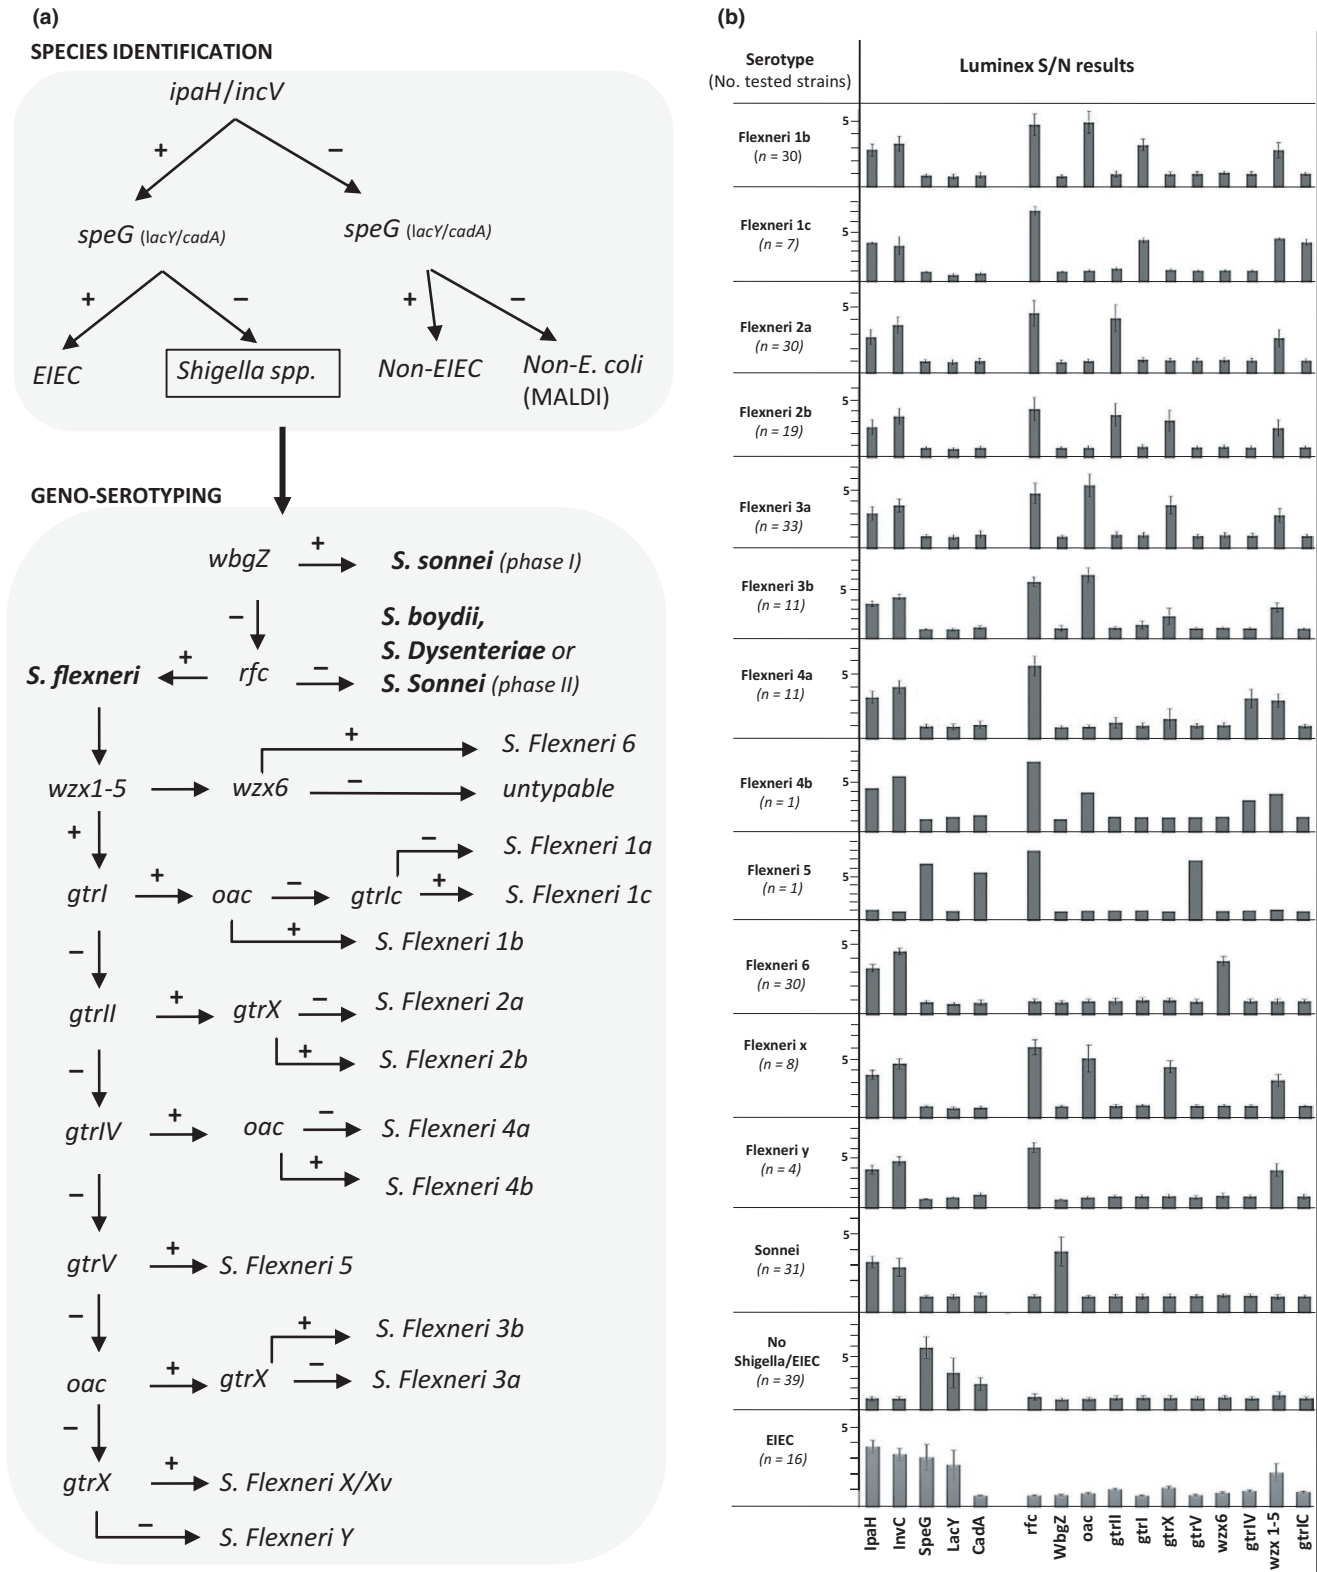 (a)
SPECIES IDENTIFICATION
ipaH/incV
+
−
speG (lacY/cadA)
speG (lacY/cadA)
+
−
+
−
EIEC
Shigella spp.
Non-EIEC
Non-E. coli
(MALDI)
GENO-SEROTYPING
wbgZ
+
S. sonnei (phase I)
−
S. boydii,
S. Dysenteriae or
S. Sonnei (phase II)
S. flexneri
+
rfc
−
wzx1-5
wzx6
+
S. Flexneri 6
−
untypable
+
gtrI
+
oac
−
gtrIc
−
S. Flexneri 1a
+
S. Flexneri 1c
+
S. Flexneri 1b
−
gtrII
+
gtrX
−
S. Flexneri 2a
+
S. Flexneri 2b
−
gtrIV
+
oac
−
S. Flexneri 4a
+
S. Flexneri 4b
−
gtrV
+
S. Flexneri 5
−
oac
+
gtrX
+
S. Flexneri 3b
−
S. Flexneri 3a
−
gtrX
+
S. Flexneri X/Xv
−
S. Flexneri Y
(b)
Serotype
(No. tested strains)
Luminex S/N results
Flexneri 1b
(n = 30)
5
Flexneri 1c
(n = 7)
5
Flexneri 2a
(n = 30)
5
Flexneri 2b
(n = 19)
5
Flexneri 3a
(n = 33)
5
Flexneri 3b
(n = 11)
5
Flexneri 4a
(n = 11)
5
Flexneri 4b
(n = 1)
5
Flexneri 5
(n = 1)
5
Flexneri 6
(n = 30)
5
Flexneri x
(n = 8)
5
Flexneri y
(n = 4)
5
Sonnei
(n = 31)
5
No
Shigella/EIEC
(n = 39)
5
EIEC
(n = 16)
5
IpaH
InvC
SpeG
LacY
CadA
rfc
WbgZ
oac
gtrII
gtrI
gtrX
gtrV
wzx6
gtrIV
wzx 1-5
gtrIC